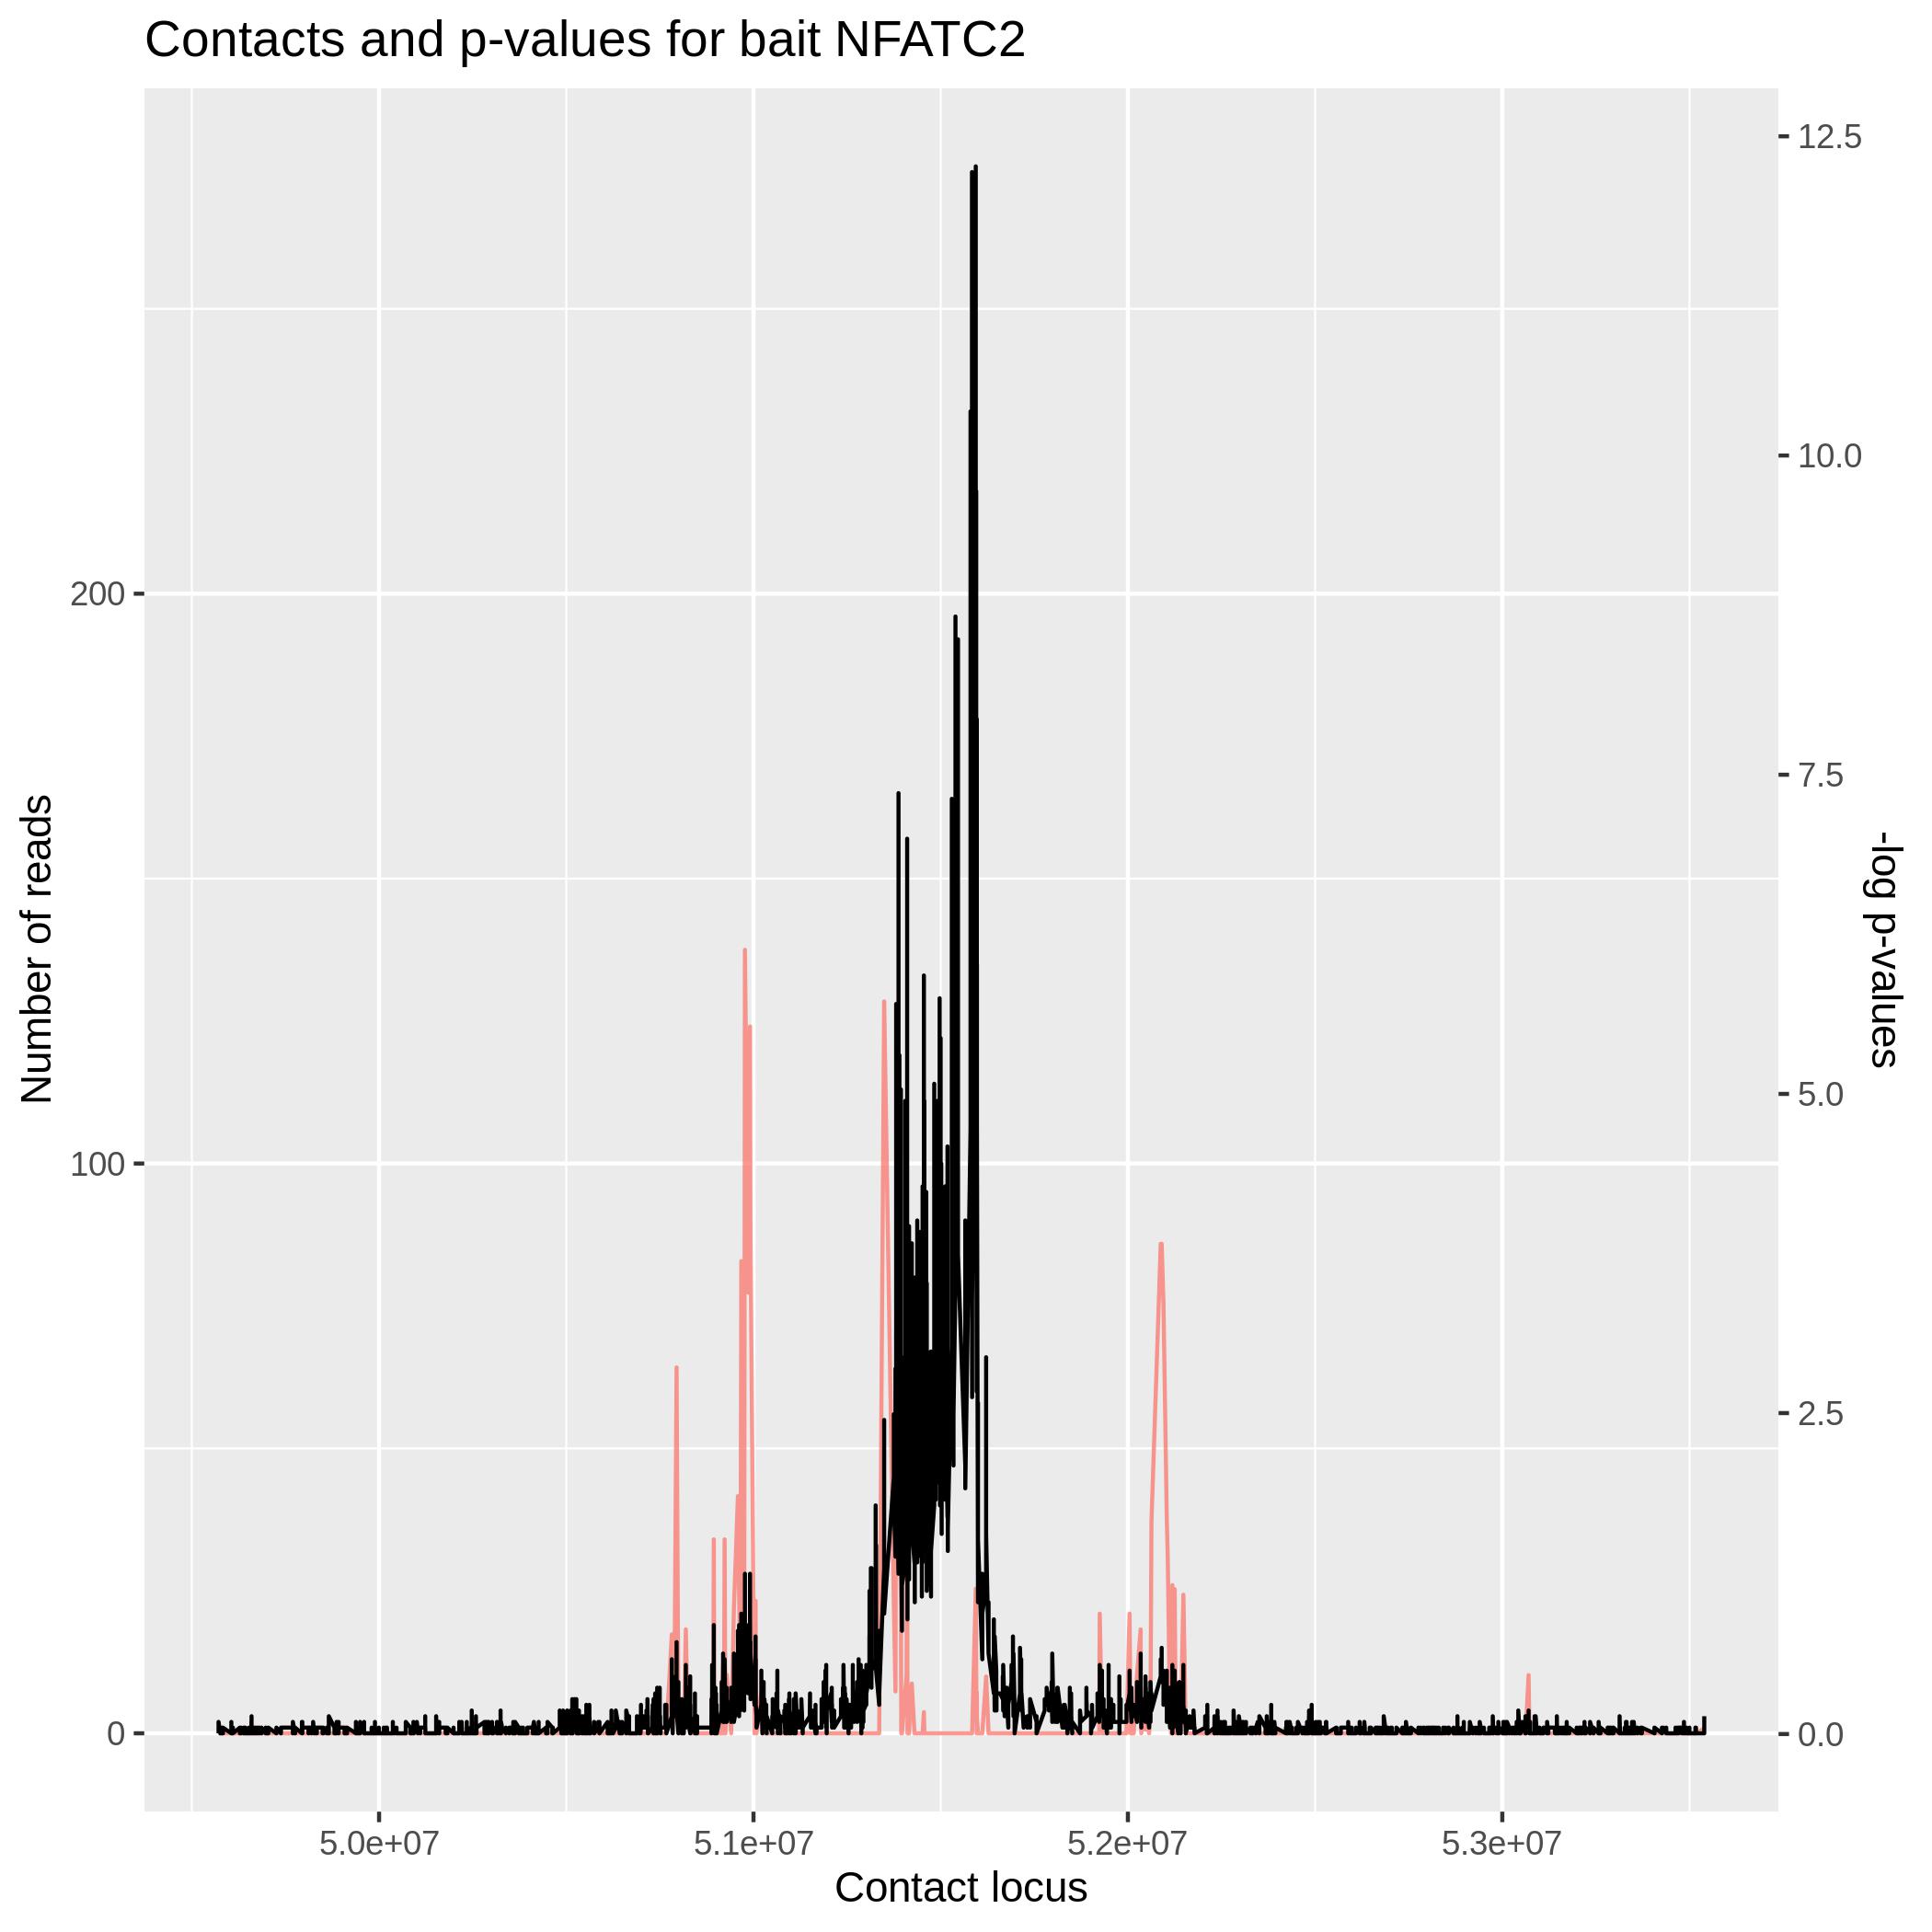 Contacts and p-values for bait NFATC2
12.5
10.0
200
7.5
Number of reads
-log p-values
5.0
100
2.5
0
0.0
5.0e+07
5.1e+07
5.2e+07
5.3e+07
Contact locus